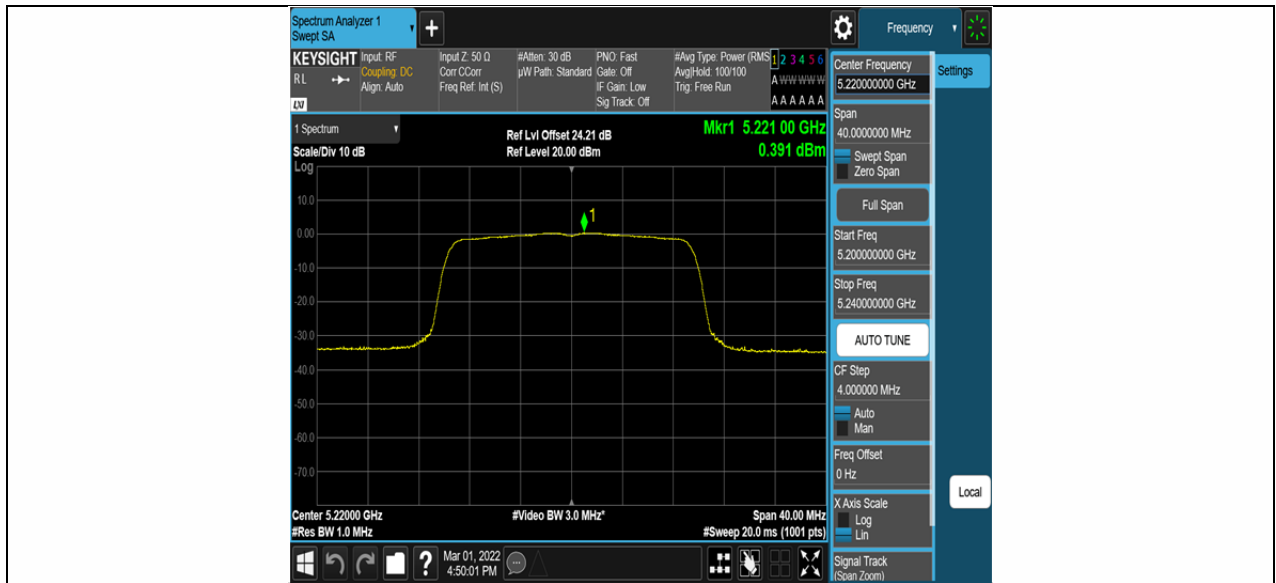 Spectrum Analyzer 1
Swept SA
+
Frequency
KEYSIGHT
RL
LXI
Input: RF
Coupling: DC
Align: Auto
Input Z: 50 Ω
Corr CCorr
Freq Ref: Int (S)
#Atten: 30 dB
µW Path: Standard
PNO: Fast
Gate: Off
IF Gain: Low
Sig Track: Off
#Avg Type: Power (RMS
Avg|Hold: 100/100
Trig: Free Run
1 2 3 4 5 6
A W W W W W
A A A A A A
1 Spectrum
Scale/Div 10 dB
Log
Ref Lvl Offset 24.21 dB
Ref Level 20.00 dBm
Mkr1 5.221 00 GHz
0.391 dBm
1
10.0
0.00
-10.0
-20.0
-30.0
-40.0
-50.0
-60.0
-70.0
Center 5.22000 GHz
#Res BW 1.0 MHz
#Video BW 3.0 MHz*
Span 40.00 MHz
#Sweep 20.0 ms (1001 pts)
Center Frequency
5.220000000 GHz
Span
40.0000000 MHz
Swept Span
Zero Span
Full Span
Start Freq
5.200000000 GHz
Stop Freq
5.240000000 GHz
AUTO TUNE
CF Step
4.000000 MHz
Auto
Man
Freq Offset
0 Hz
X Axis Scale
Log
Lin
Signal Track
(Span Zoom)
Settings
Local
?
Mar 01, 2022
4:50:01 PM